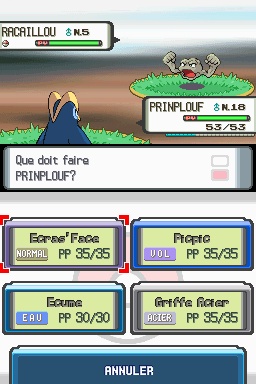 RACAILLOU ♂ N.5
PV
PRINPLOUF ♂ N.18
PV
53/53
Que doit faire
PRINPLOUF?
Ecras'Face
NORMAL PP 35/35
Picpic
VOL PP 35/35
Ecume
EAU PP 30/30
Griffe Acier
ACIER PP 35/35
ANNULER